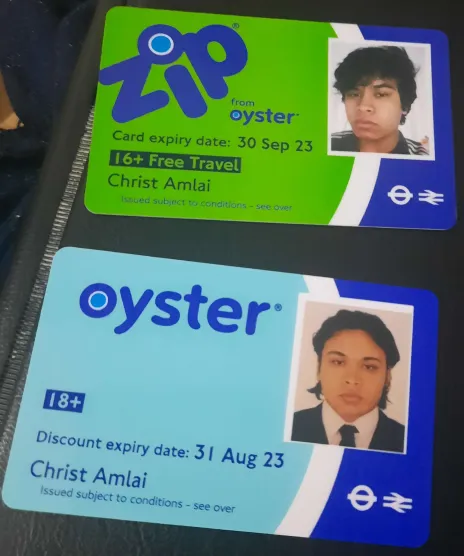 zip
from
oyster
Card expiry date: 30 Sep 23
16+ Free Travel
Christ Amlai
Issued subject to conditions - see over
oyster®
18+
Discount expiry date: 31 Aug 23
Christ Amlai
Issued subject to conditions - see over